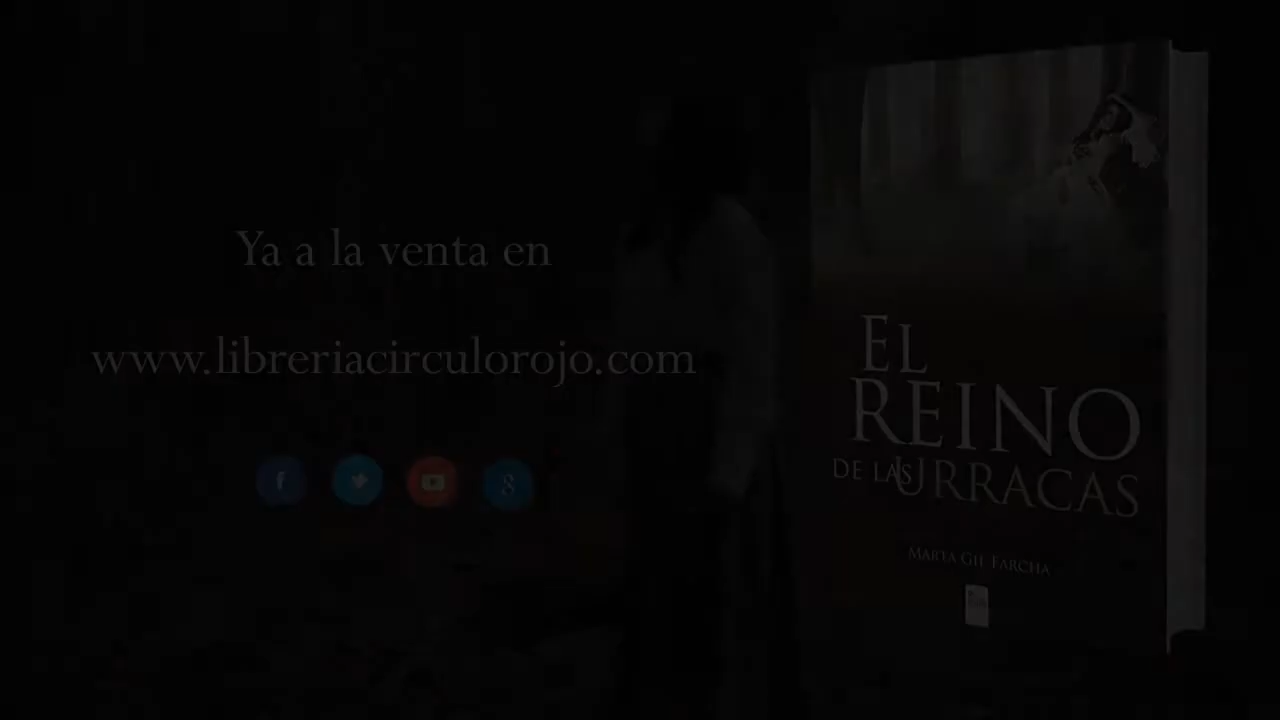 Ya a la venta en
www.libreriacirculorojo.com
EL
REINO
DE LAS URRACAS
MARTA GIL FARCHA